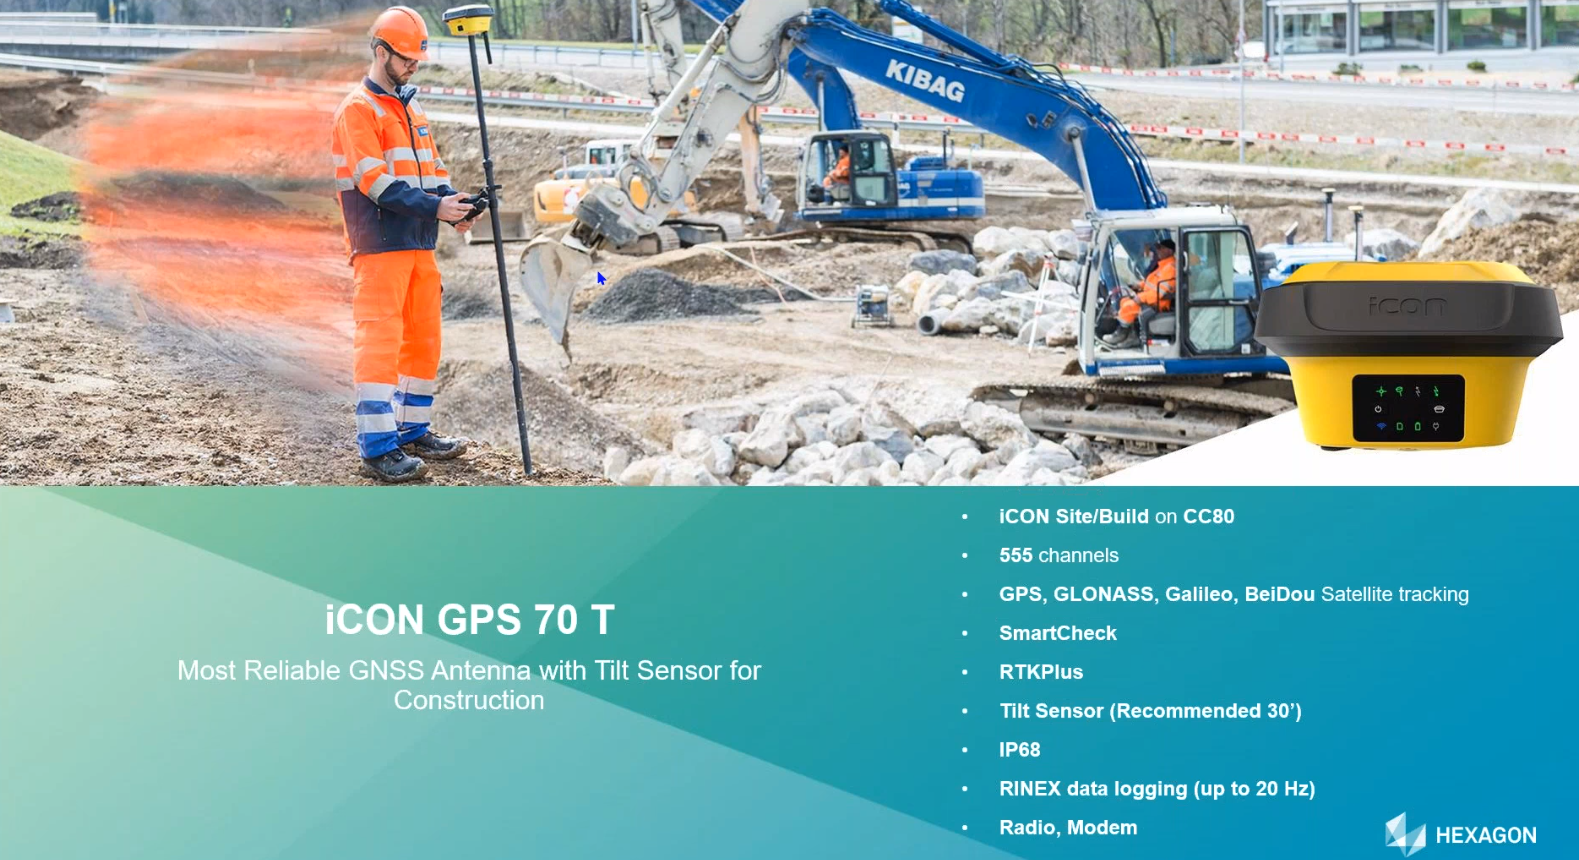 KIBAG
iCON
iCON GPS 70 T
Most Reliable GNSS Antenna with Tilt Sensor for
Construction
• iCON Site/Build on CC80
• 555 channels
• GPS, GLONASS, Galileo, BeiDou Satellite tracking
• SmartCheck
• RTKPlus
• Tilt Sensor (Recommended 30’)
• IP68
• RINEX data logging (up to 20 Hz)
• Radio, Modem
HEXAGON